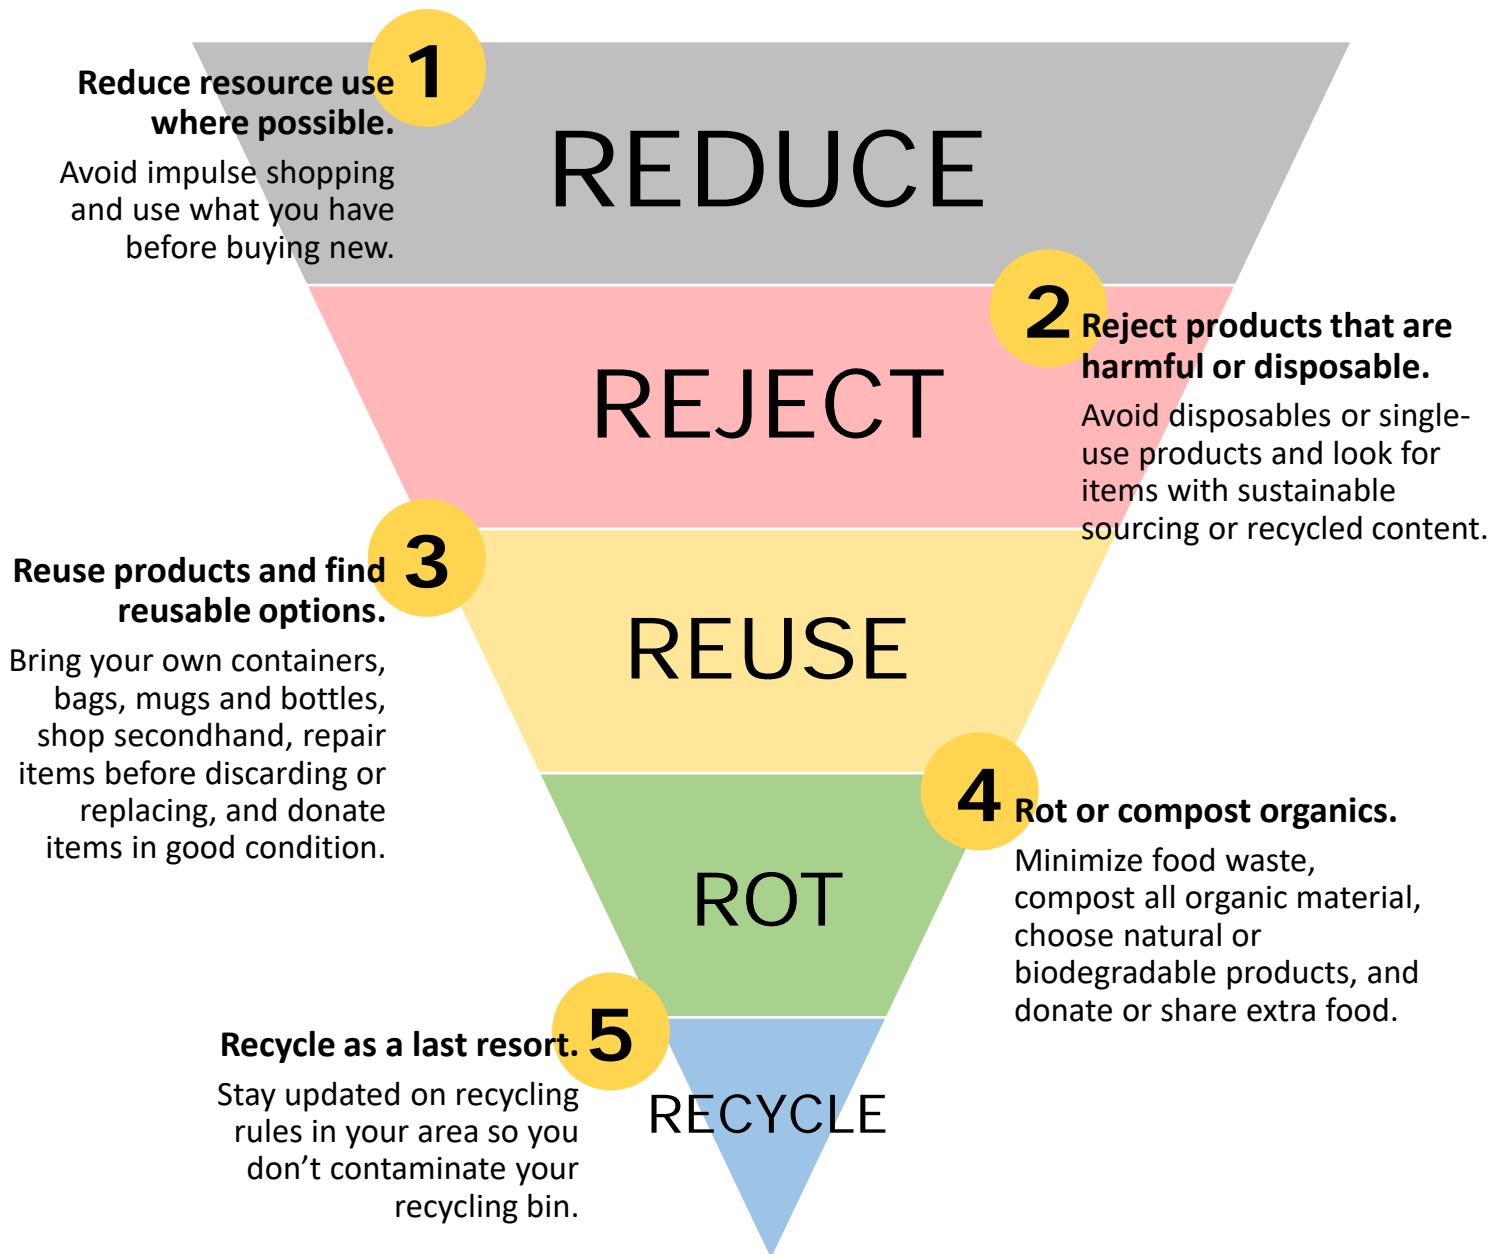 1
Reduce resource use
where possible.
Avoid impulse shopping
and use what you have
before buying new.
REDUCE
2
Reject products that are
harmful or disposable.
Avoid disposables or single-
use products and look for
items with sustainable
sourcing or recycled content.
REJECT
3
Reuse products and find
reusable options.
Bring your own containers,
bags, mugs and bottles,
shop secondhand, repair
items before discarding or
replacing, and donate
items in good condition.
REUSE
4
Rot or compost organics.
Minimize food waste,
compost all organic material,
choose natural or
biodegradable products, and
donate or share extra food.
ROT
5
Recycle as a last resort.
Stay updated on recycling
rules in your area so you
don’t contaminate your
recycling bin.
RECYCLE